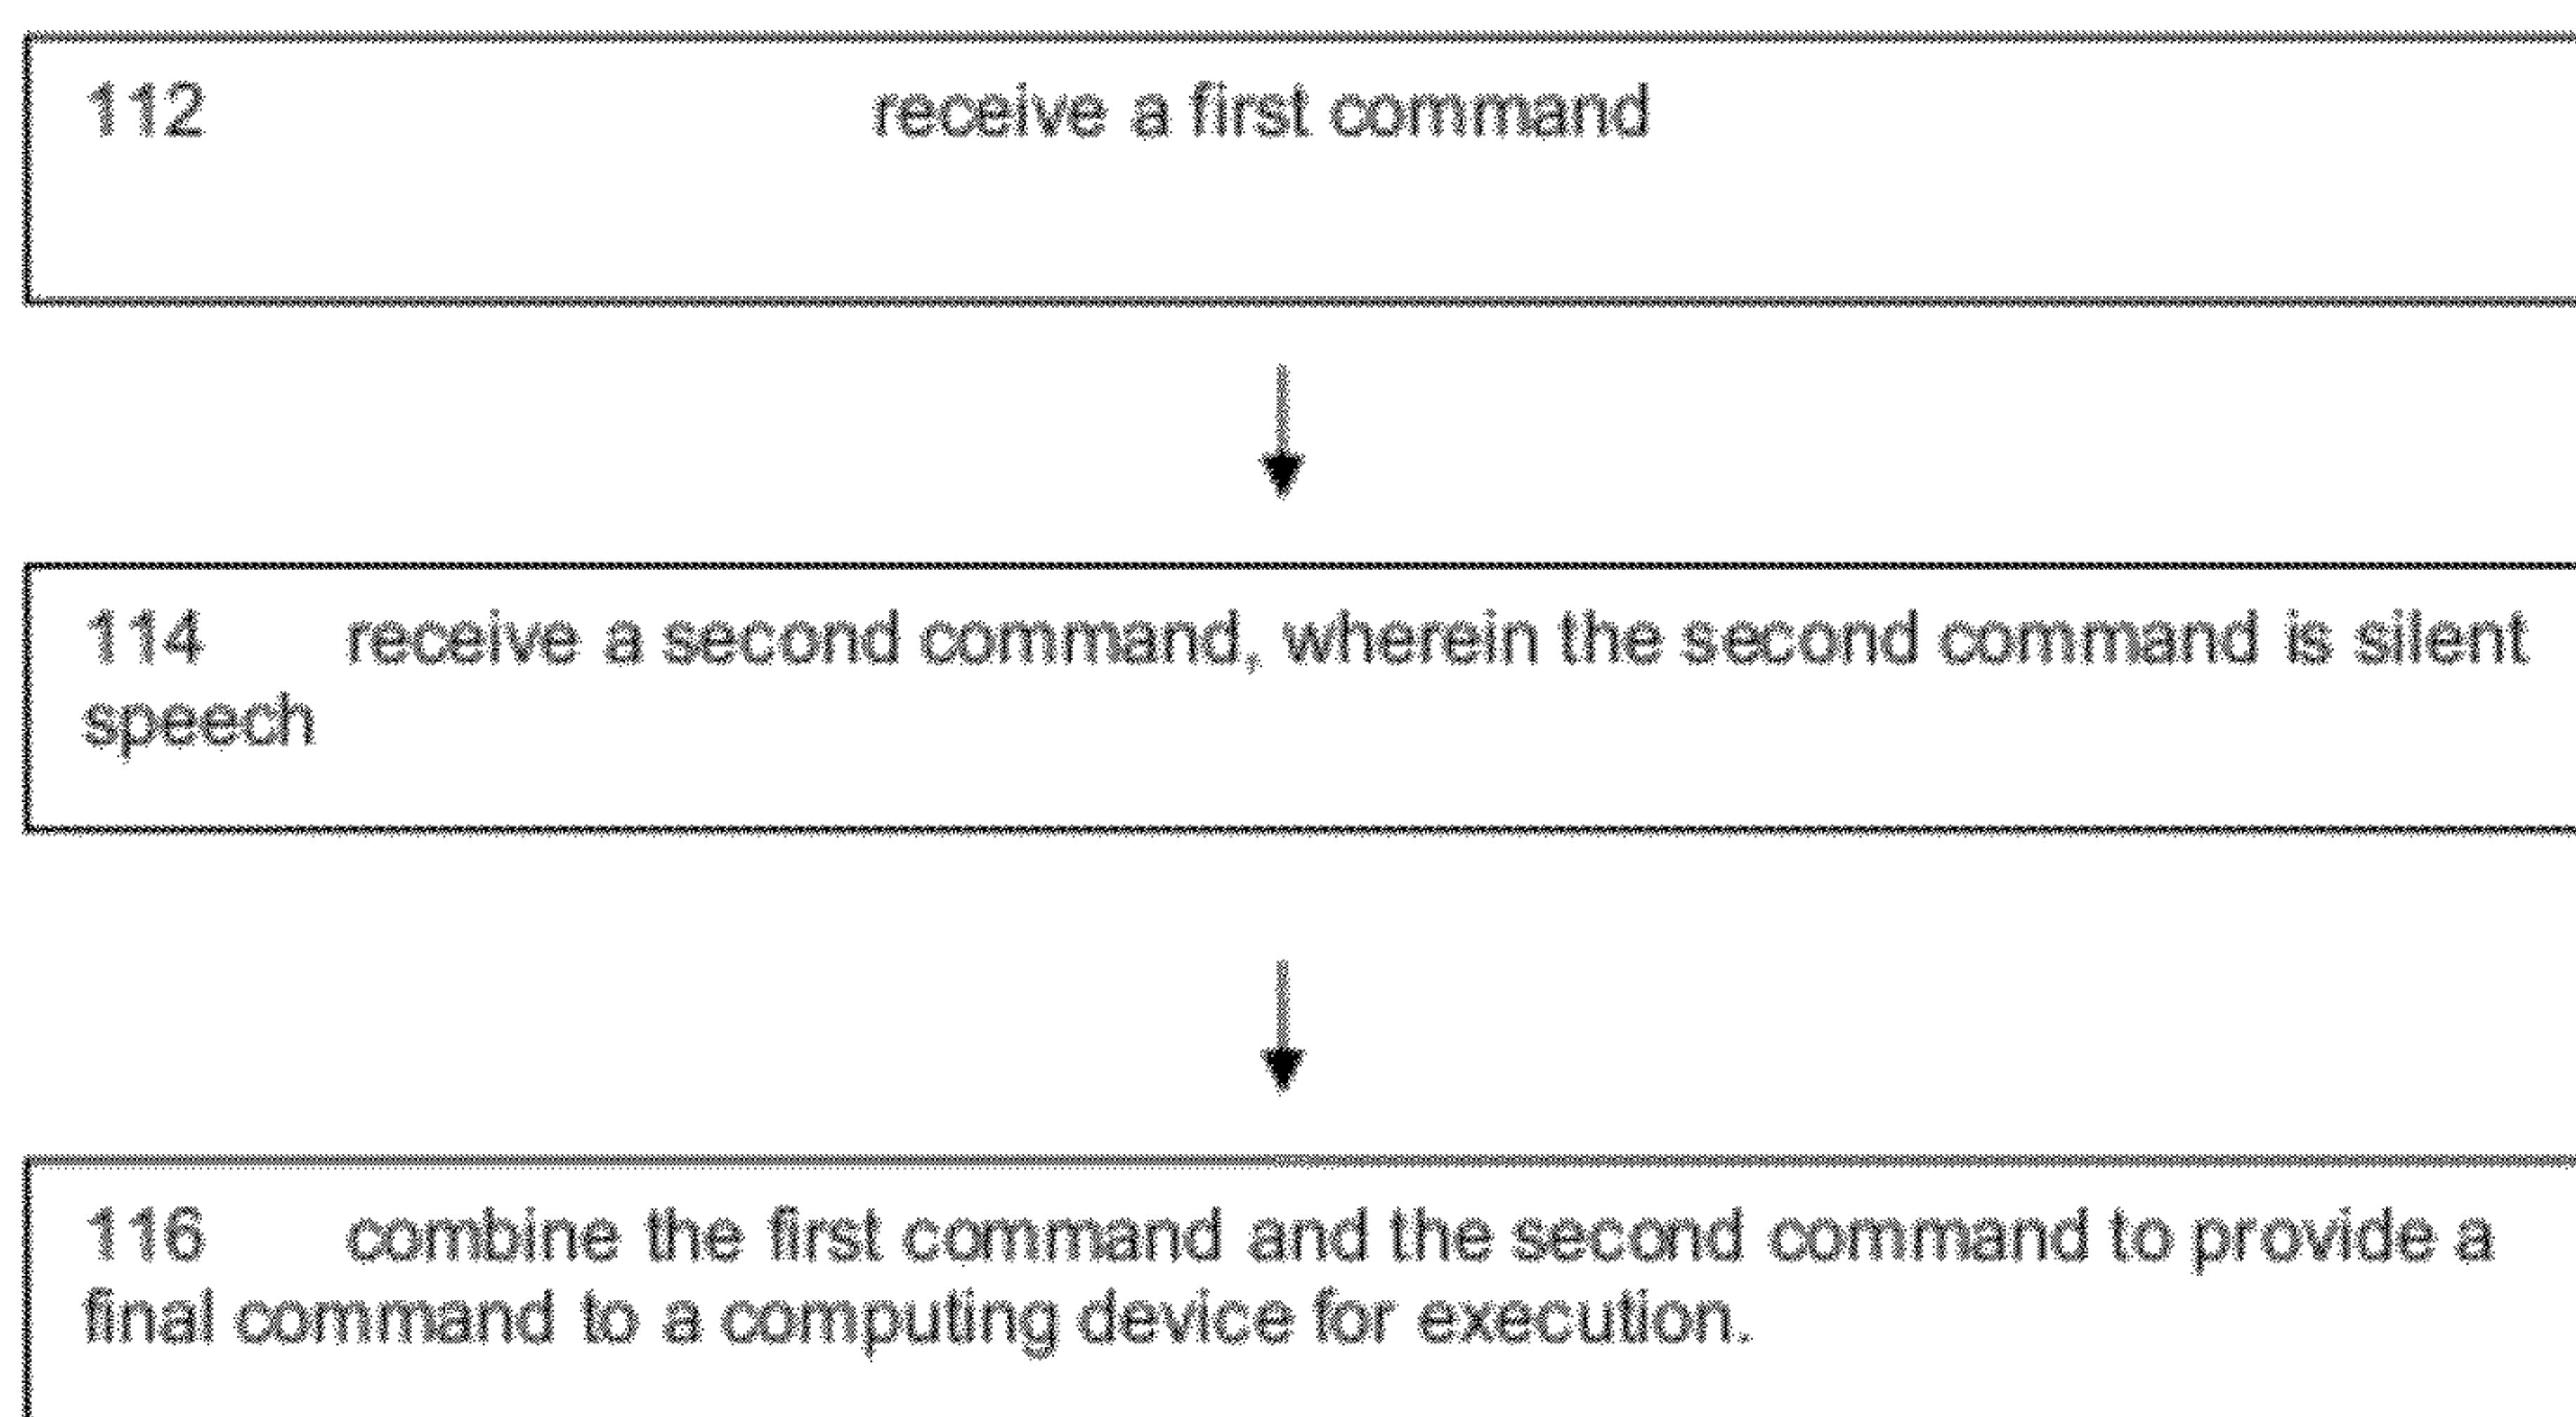 112 receive a first command
114 receive a second command, wherein the second command is silent
speech
116 combine the first command and the second command to provide a
final command to a computing device for execution.